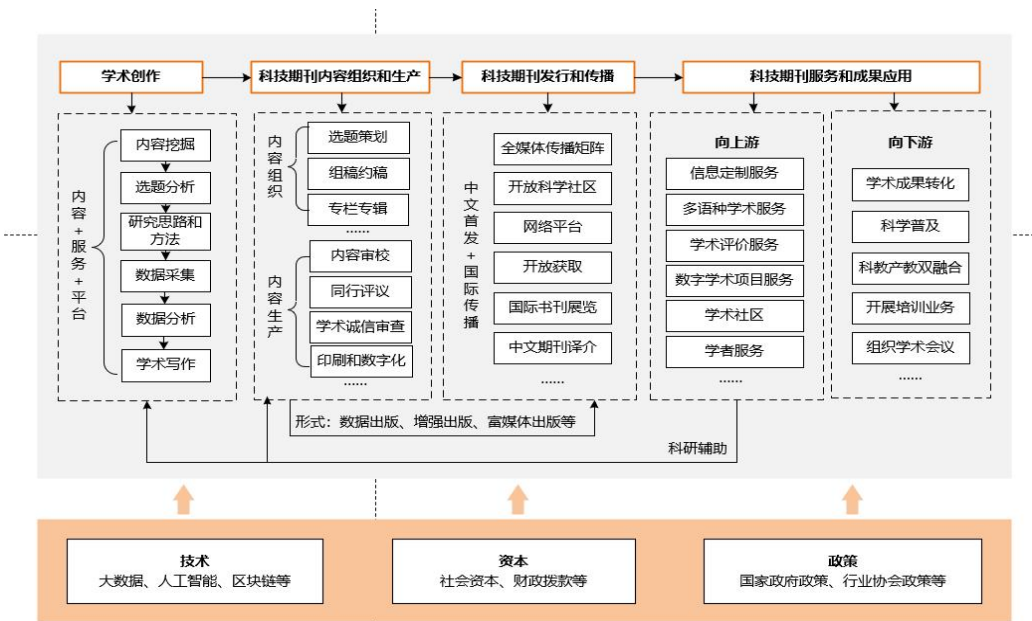 学术创作
科技期刊内容组织和生产
科技期刊发行和传播
科技期刊服务和成果应用
内容+服务+平台
内容挖掘
选题分析
研究思路和
方法
数据采集
数据分析
学术写作
内容组织
选题策划
组稿约稿
专栏专辑
......
内容生产
内容审校
同行评议
学术诚信审查
印刷和数字化
......
中文首发+国际传播
全媒体传播矩阵
开放科学社区
网络平台
开放获取
国际书刊展览
中文期刊译介
......
向上游
信息定制服务
多语种学术服务
学术评价服务
数字学术项目服务
学术社区
学者服务
......
向下游
学术成果转化
科学普及
科教产教双融合
开展培训业务
组织学术会议
......
形式：数据出版、增强出版、富媒体出版等
科研辅助
技术
大数据、人工智能、区块链等
资本
社会资本、财政拨款等
政策
国家政府政策、行业协会政策等